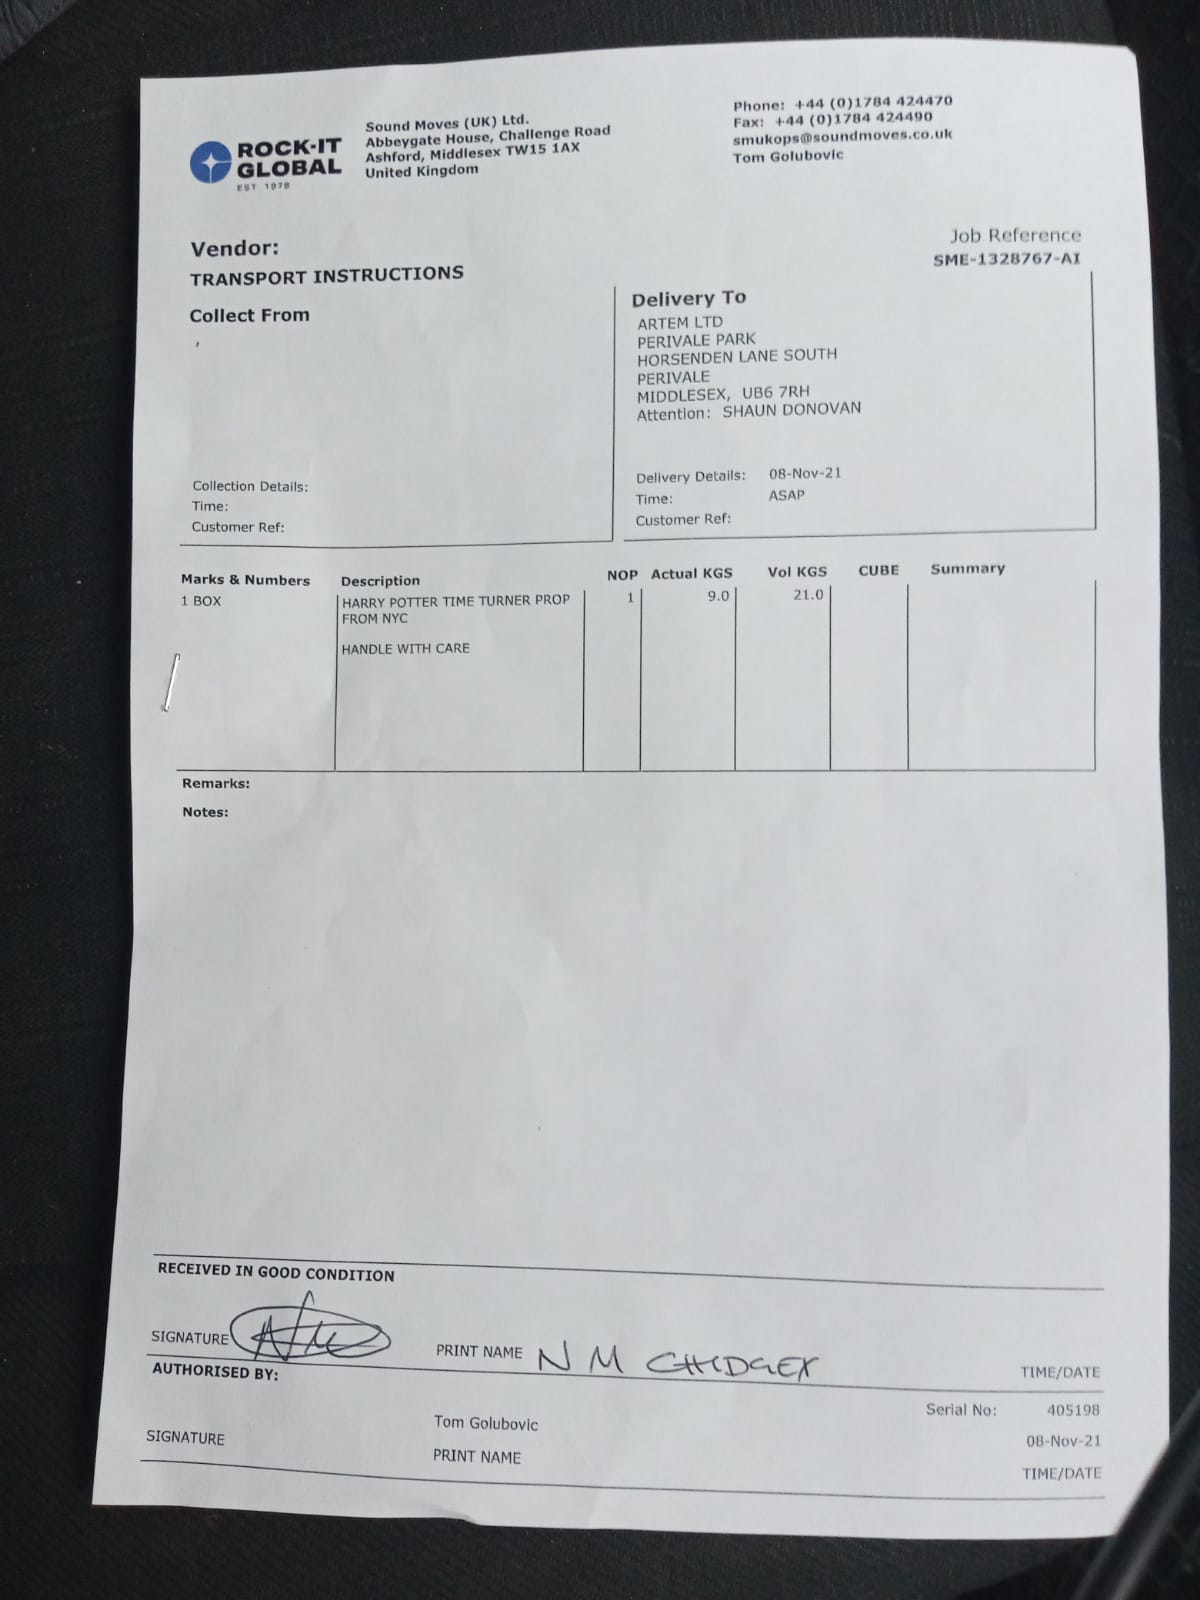 ROCK-IT
GLOBAL
EST 1978
Sound Moves (UK) Ltd.
Abbeygate House, Challenge Road
Ashford, Middlesex TW15 1AX
United Kingdom
Phone: +44 (0)1784 424470
Fax: +44 (0)1784 424490
smukops@soundmoves.co.uk
Tom Golubovic
Job Reference
SME-1328767-AI
Vendor:
TRANSPORT INSTRUCTIONS
Collect From
,
Collection Details:
Time:
Customer Ref:
Delivery To
ARTEM LTD
PERIVALE PARK
HORSENDEN LANE SOUTH
PERIVALE
MIDDLESEX, UB6 7RH
Attention: SHAUN DONOVAN
Delivery Details: 08-Nov-21
Time: ASAP
Customer Ref:
Marks & Numbers Description NOP Actual KGS Vol KGS CUBE Summary
1 BOX HARRY POTTER TIME TURNER PROP 1 9.0 21.0
FROM NYC
HANDLE WITH CARE
Remarks:
Notes:
RECEIVED IN GOOD CONDITION
SIGNATURE PRINT NAME N M CHIDGEY TIME/DATE
AUTHORISED BY:
Serial No: 405198
Tom Golubovic 08-Nov-21
SIGNATURE PRINT NAME TIME/DATE